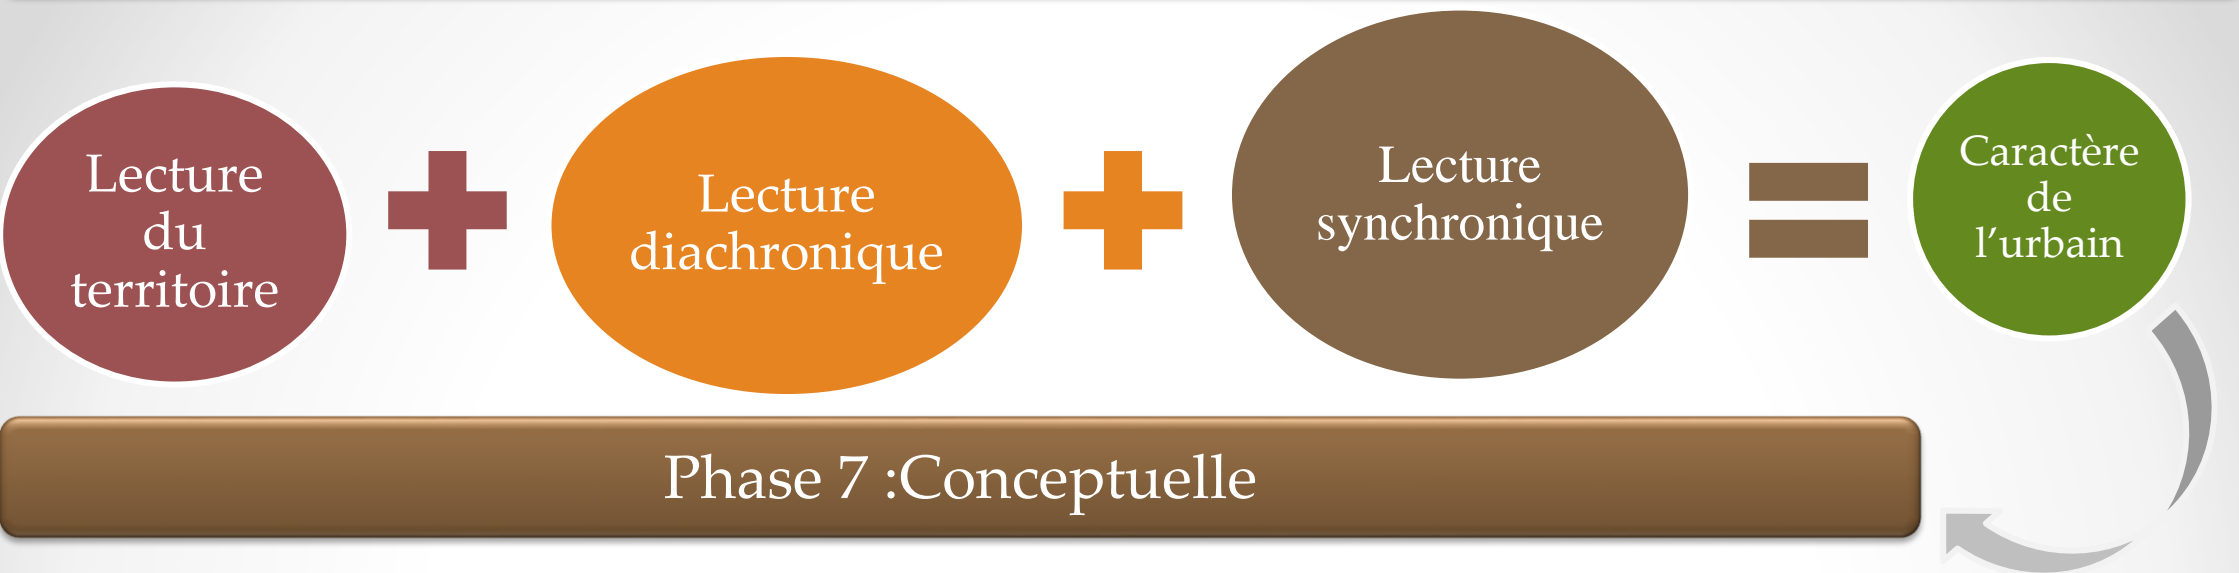 Lecture
du
territoire
Lecture
diachronique
Lecture
synchronique
Caractère
de
l’urbain
Phase 7 :Conceptuelle